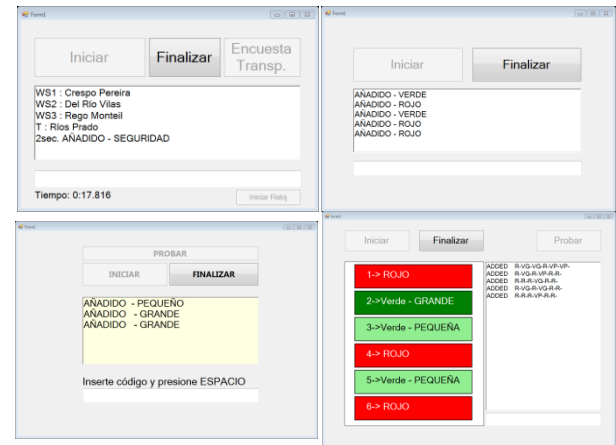 Form1
Iniciar
Finalizar
Encuesta
Transp.
WS1 : Crespo Pereira
WS2 : Del Río Vilas
WS3 : Rego Monteil
T : Ríos Prado
2sec. AÑADIDO - SEGURIDAD
Tiempo: 0:17.816
Iniciar Reloj
Form1
Iniciar
Finalizar
AÑADIDO - VERDE
AÑADIDO - ROJO
AÑADIDO - VERDE
AÑADIDO - ROJO
AÑADIDO - ROJO
Form1
PROBAR
INICIAR
FINALIZAR
AÑADIDO - PEQUEÑO
AÑADIDO - GRANDE
AÑADIDO - GRANDE
Inserte código y presione ESPACIO
Form1
Iniciar
Finalizar
Probar
1-> ROJO
2->Verde - GRANDE
3->Verde - PEQUEÑA
4-> ROJO
5->Verde - PEQUEÑA
6-> ROJO
ADDED R-VG-VG-R-VP-VP-
ADDED R-VG-R-VP-R-R-
ADDED R-R-R-VG-R-R-
ADDED R-VG-R-VG-R-R-
ADDED R-R-R-VP-R-R-